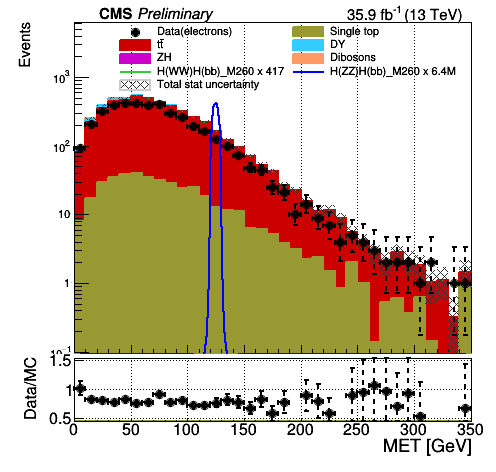 CMS Preliminary 35.9 fb⁻¹ (13 TeV)
Data(electrons) Single top
tt̄ DY
ZH Dibosons
H(WW)H(bb)_M260 x 417 H(ZZ)H(bb)_M260 x 6.4M
Total stat uncertainty
Events
10³
10²
10
1
10⁻¹
Data/MC
1.5
1
0.5
0 50 100 150 200 250 300 350
MET [GeV]